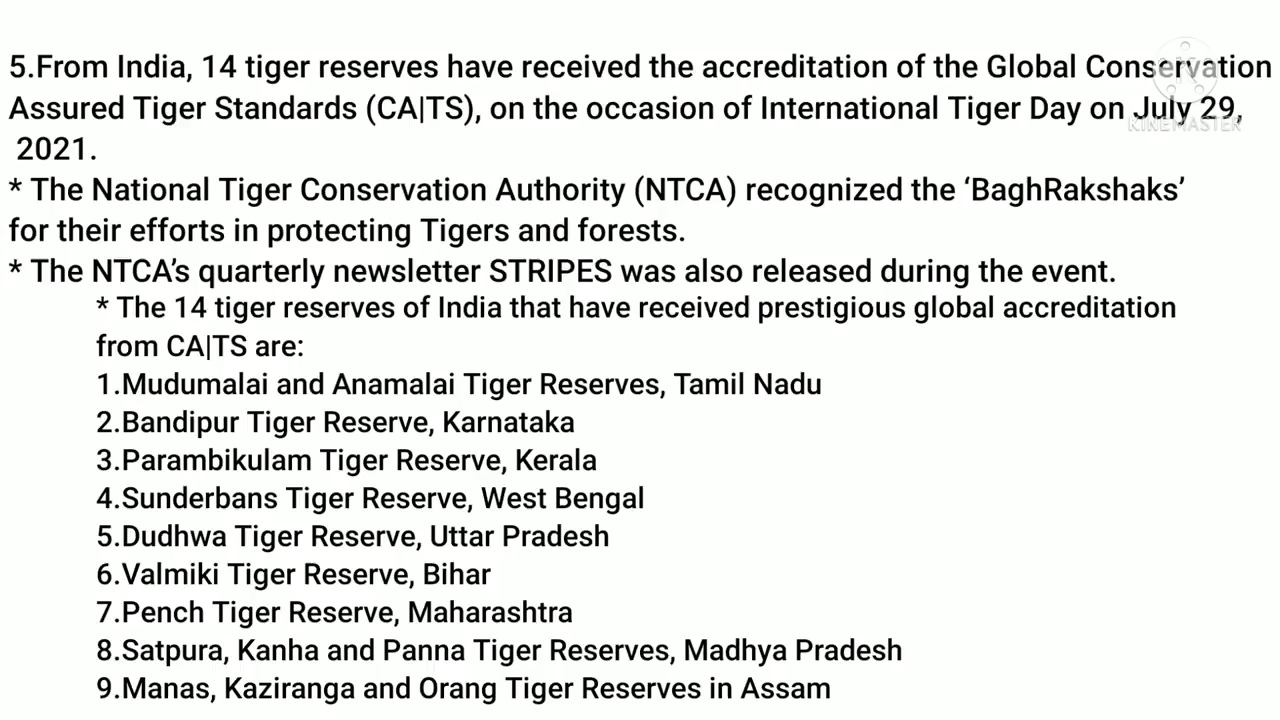 5.From India, 14 tiger reserves have received the accreditation of the Global Conservation
Assured Tiger Standards (CA|TS), on the occasion of International Tiger Day on July 29,
2021.
* The National Tiger Conservation Authority (NTCA) recognized the ‘BaghRakshaks’
for their efforts in protecting Tigers and forests.
* The NTCA’s quarterly newsletter STRIPES was also released during the event.
* The 14 tiger reserves of India that have received prestigious global accreditation
from CA|TS are:
1.Mudumalai and Anamalai Tiger Reserves, Tamil Nadu
2.Bandipur Tiger Reserve, Karnataka
3.Parambikulam Tiger Reserve, Kerala
4.Sunderbans Tiger Reserve, West Bengal
5.Dudhwa Tiger Reserve, Uttar Pradesh
6.Valmiki Tiger Reserve, Bihar
7.Pench Tiger Reserve, Maharashtra
8.Satpura, Kanha and Panna Tiger Reserves, Madhya Pradesh
9.Manas, Kaziranga and Orang Tiger Reserves in Assam
KINEMASTER